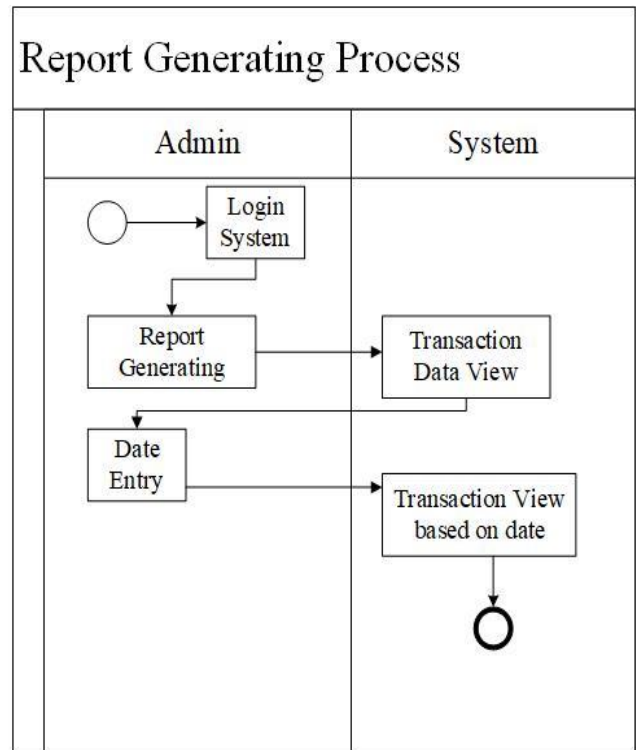 Report Generating Process
Admin
System
Login
System
Report
Generating
Transaction
Data View
Date
Entry
Transaction View
based on date